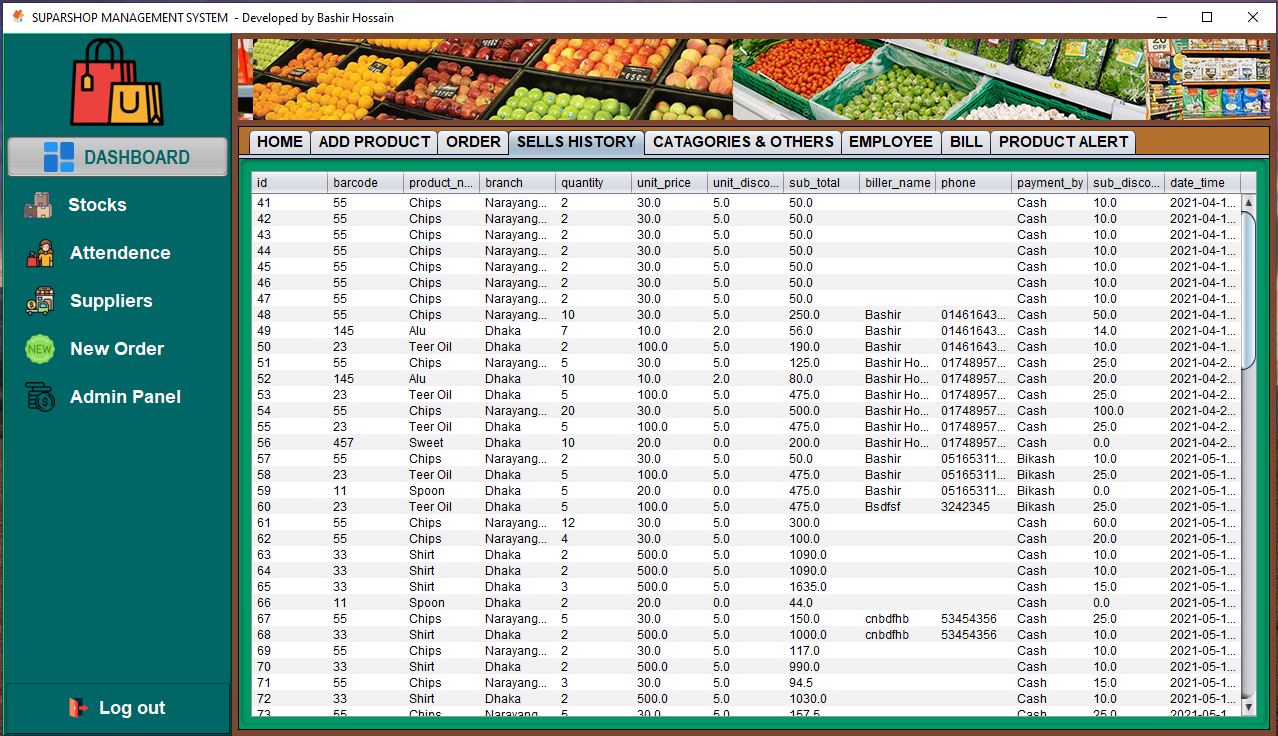 SUPARSHOP MANAGEMENT SYSTEM - Developed by Bashir Hossain
DASHBOARD
Stocks
Attendence
Suppliers
NEW New Order
Admin Panel
Log out
20
OFF
HOME ADD PRODUCT ORDER SELLS HISTORY CATAGORIES & OTHERS EMPLOYEE BILL PRODUCT ALERT
id barcode product_n... branch quantity unit_price unit_disco... sub_total biller_name phone payment_by sub_disco... date_time
41 55 Chips Narayang... 2 30.0 5.0 50.0 Cash 10.0 2021-04-1...
42 55 Chips Narayang... 2 30.0 5.0 50.0 Cash 10.0 2021-04-1...
43 55 Chips Narayang... 2 30.0 5.0 50.0 Cash 10.0 2021-04-1...
44 55 Chips Narayang... 2 30.0 5.0 50.0 Cash 10.0 2021-04-1...
45 55 Chips Narayang... 2 30.0 5.0 50.0 Cash 10.0 2021-04-1...
46 55 Chips Narayang... 2 30.0 5.0 50.0 Cash 10.0 2021-04-1...
47 55 Chips Narayang... 2 30.0 5.0 50.0 Cash 10.0 2021-04-1...
48 55 Chips Narayang... 10 30.0 5.0 250.0 Bashir 01461643... Cash 50.0 2021-04-1...
49 145 Alu Dhaka 7 10.0 2.0 56.0 Bashir 01461643... Cash 14.0 2021-04-1...
50 23 Teer Oil Dhaka 2 100.0 5.0 190.0 Bashir 01461643... Cash 10.0 2021-04-1...
51 55 Chips Narayang... 5 30.0 5.0 125.0 Bashir Ho... 01748957... Cash 25.0 2021-04-2...
52 145 Alu Dhaka 10 10.0 2.0 80.0 Bashir Ho... 01748957... Cash 20.0 2021-04-2...
53 23 Teer Oil Dhaka 5 100.0 5.0 475.0 Bashir Ho... 01748957... Cash 25.0 2021-04-2...
54 55 Chips Narayang... 20 30.0 5.0 500.0 Bashir Ho... 01748957... Cash 100.0 2021-04-2...
55 23 Teer Oil Dhaka 5 100.0 5.0 475.0 Bashir Ho... 01748957... Cash 25.0 2021-04-2...
56 457 Sweet Dhaka 10 20.0 0.0 200.0 Bashir Ho... 01748957... Cash 0.0 2021-04-2...
57 55 Chips Narayang... 2 30.0 5.0 50.0 Bashir 05165311... Bikash 10.0 2021-05-1...
58 23 Teer Oil Dhaka 5 100.0 5.0 475.0 Bashir 05165311... Bikash 25.0 2021-05-1...
59 11 Spoon Dhaka 5 20.0 0.0 475.0 Bashir 05165311... Bikash 0.0 2021-05-1...
60 23 Teer Oil Dhaka 5 100.0 5.0 475.0 Bsdfsf 3242345 Bikash 25.0 2021-05-1...
61 55 Chips Narayang... 12 30.0 5.0 300.0 Cash 60.0 2021-05-1...
62 55 Chips Narayang... 4 30.0 5.0 100.0 Cash 20.0 2021-05-1...
63 33 Shirt Dhaka 2 500.0 5.0 1090.0 Cash 10.0 2021-05-1...
64 33 Shirt Dhaka 2 500.0 5.0 1090.0 Cash 10.0 2021-05-1...
65 33 Shirt Dhaka 3 500.0 5.0 1635.0 Cash 15.0 2021-05-1...
66 11 Spoon Dhaka 2 20.0 0.0 44.0 Cash 0.0 2021-05-1...
67 55 Chips Narayang... 5 30.0 5.0 150.0 cnbdfhb 53454356 Cash 25.0 2021-05-1...
68 33 Shirt Dhaka 2 500.0 5.0 1000.0 cnbdfhb 53454356 Cash 10.0 2021-05-1...
69 55 Chips Narayang... 2 30.0 5.0 117.0 Cash 10.0 2021-05-1...
70 33 Shirt Dhaka 2 500.0 5.0 990.0 Cash 10.0 2021-05-1...
71 55 Chips Narayang... 3 30.0 5.0 94.5 Cash 15.0 2021-05-1...
72 33 Shirt Dhaka 2 500.0 5.0 1030.0 Cash 10.0 2021-05-1...
73 55 Chips Narayang... 5 30.0 5.0 157.5 Cash 25.0 2021-05-1...